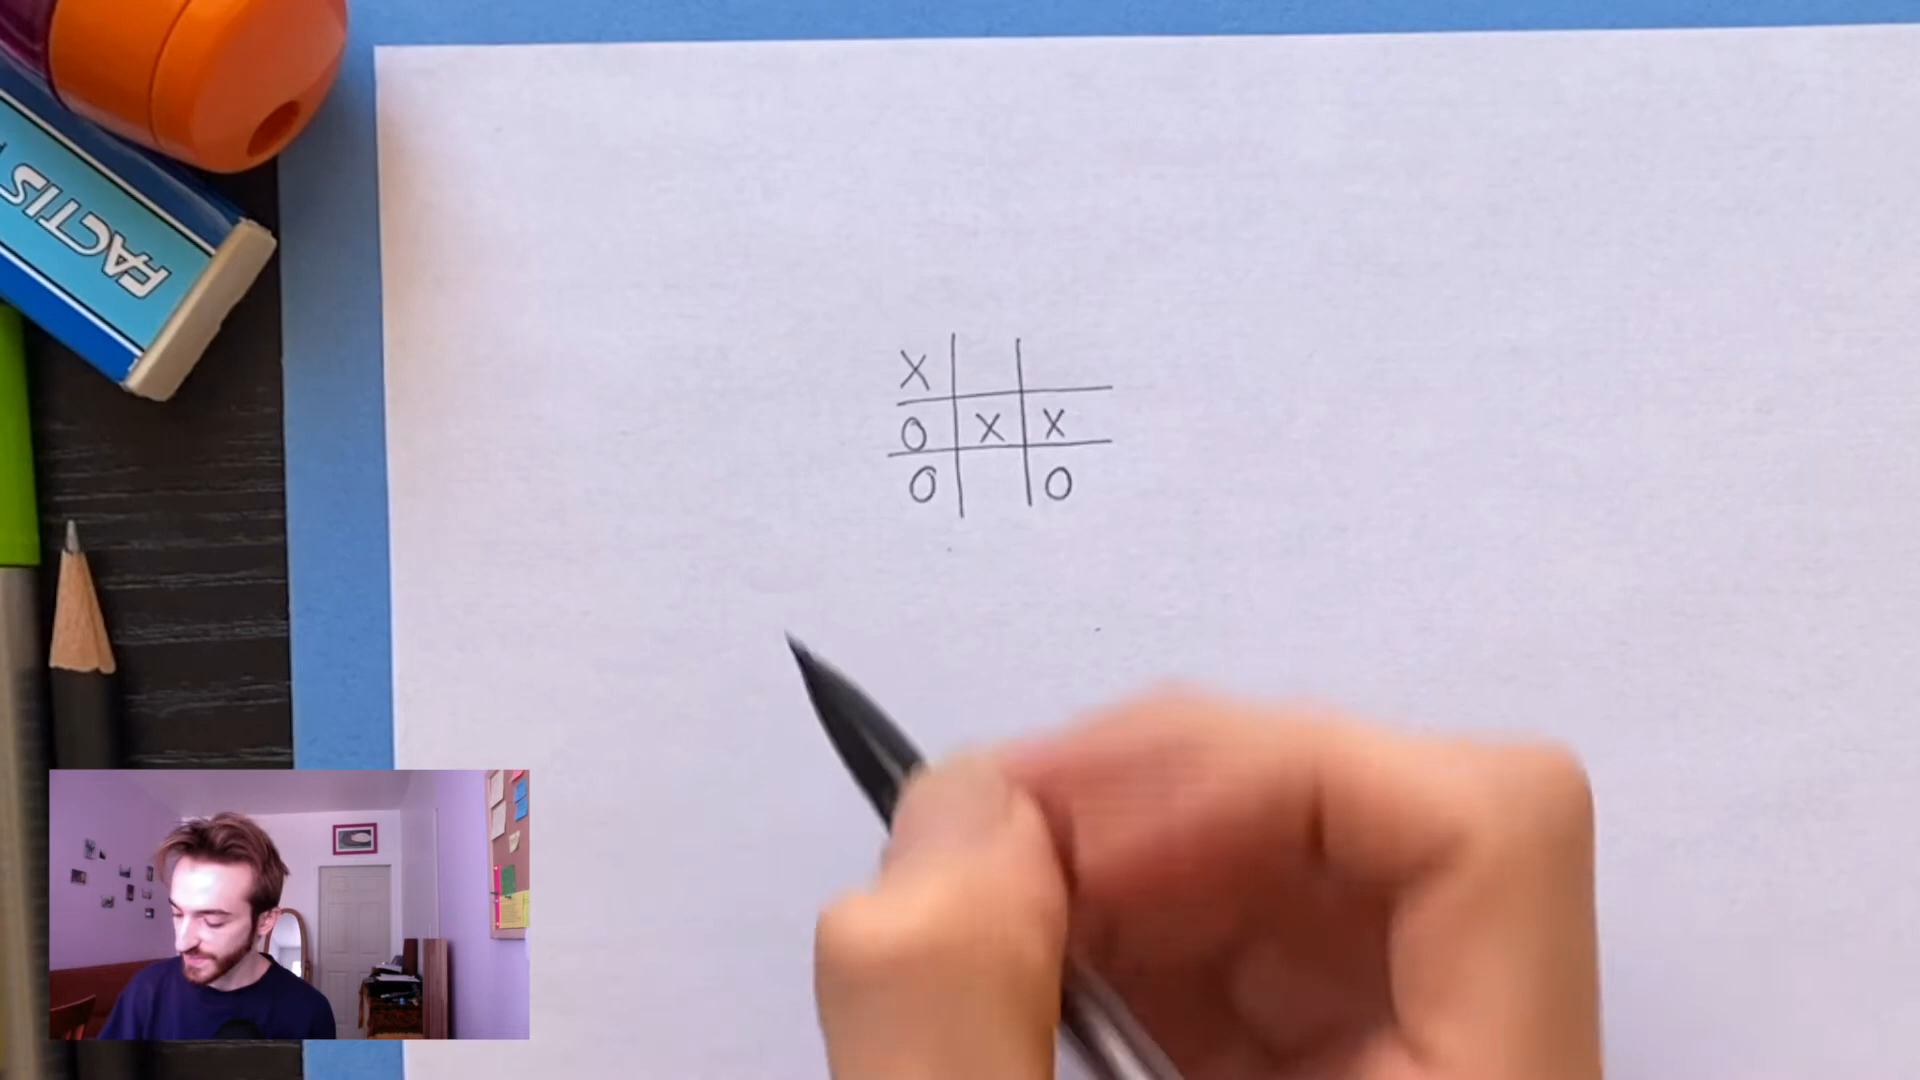 FACTIS
X
O X X
O O